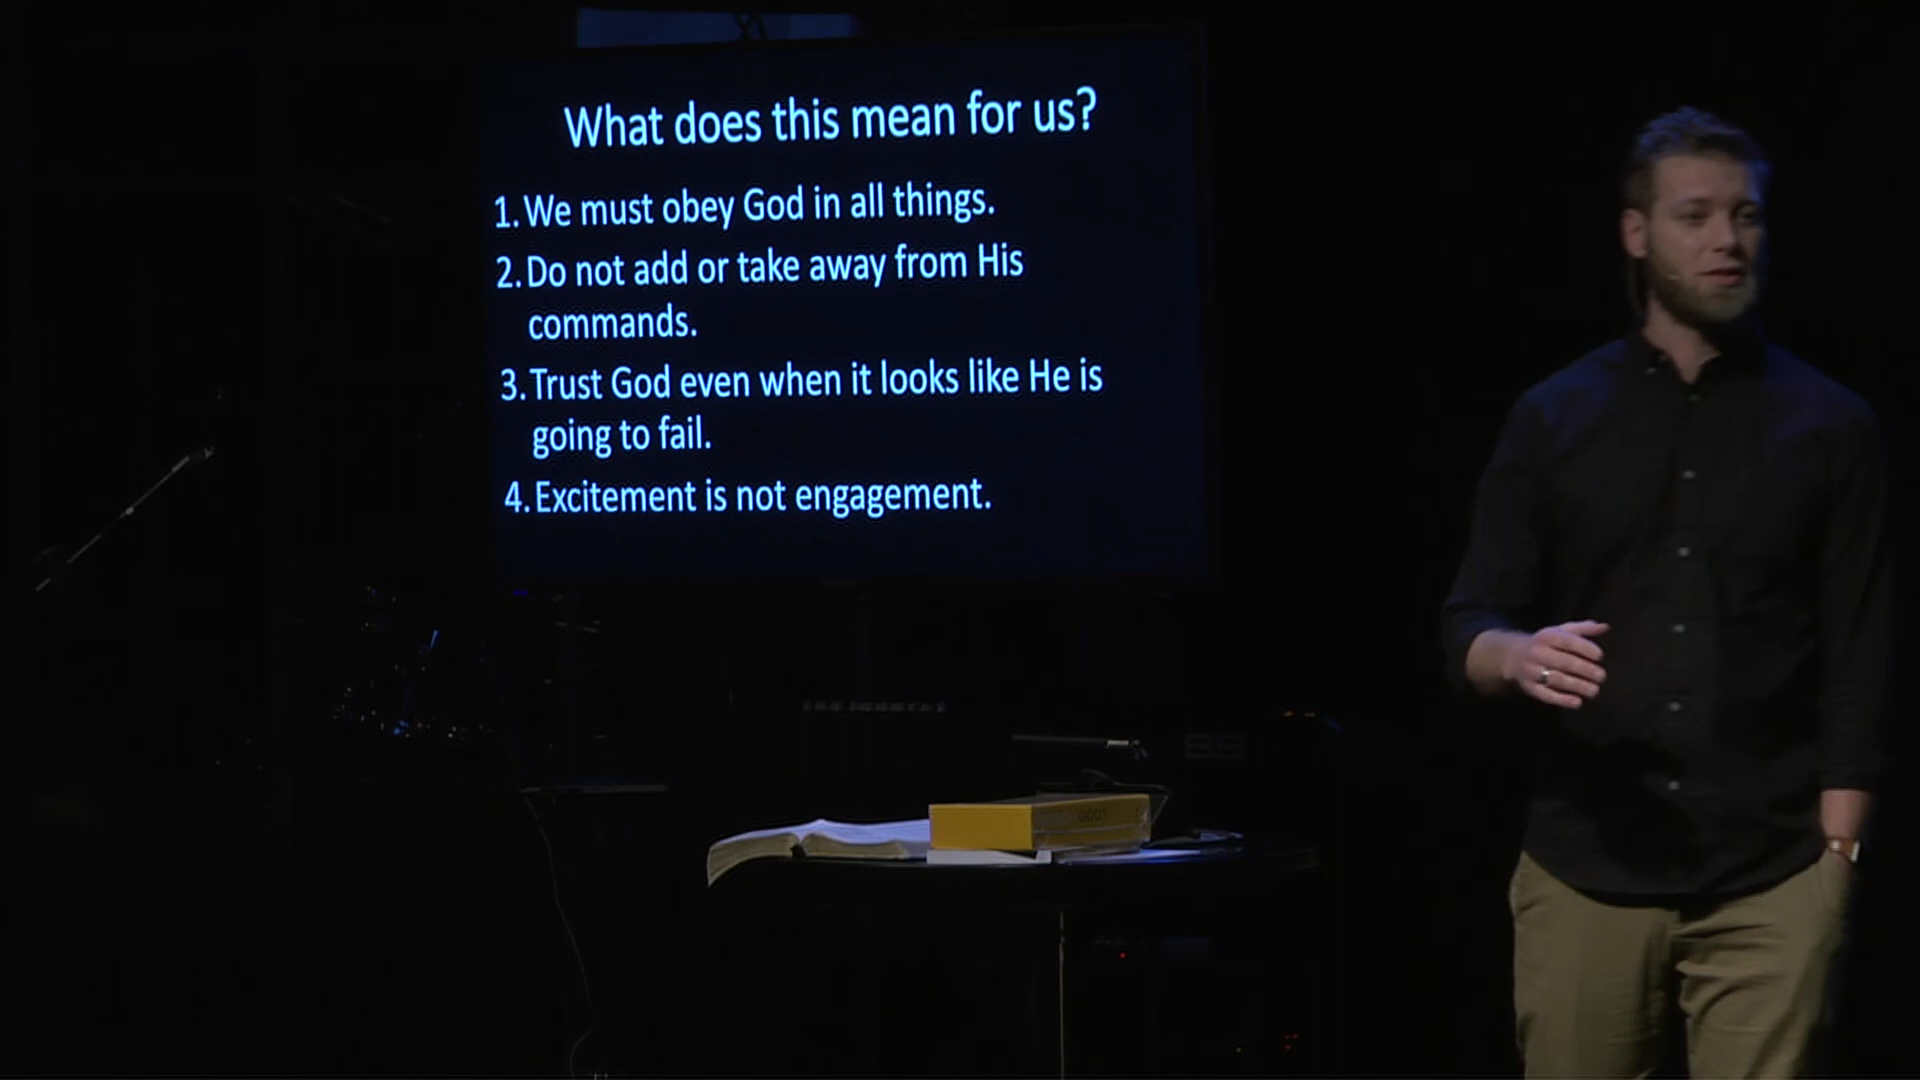 What does this mean for us?
1. We must obey God in all things.
2. Do not add or take away from His
commands.
3. Trust God even when it looks like He is
going to fail.
4. Excitement is not engagement.